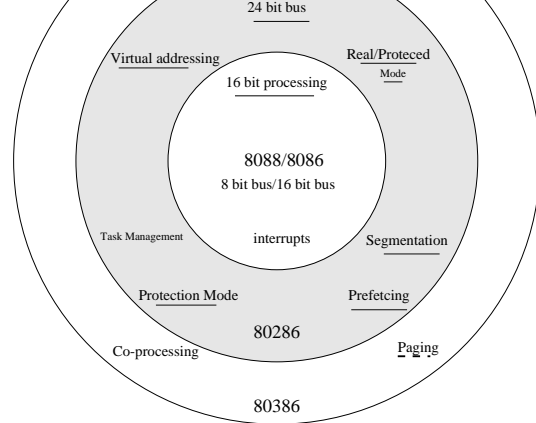 24 bit bus
Virtual addressing
Real/Proteced
Mode
16 bit processing
8088/8086
8 bit bus/16 bit bus
Task Management
interrupts
Segmentation
Protection Mode
Prefetcing
80286
Co-processing
Paging
80386